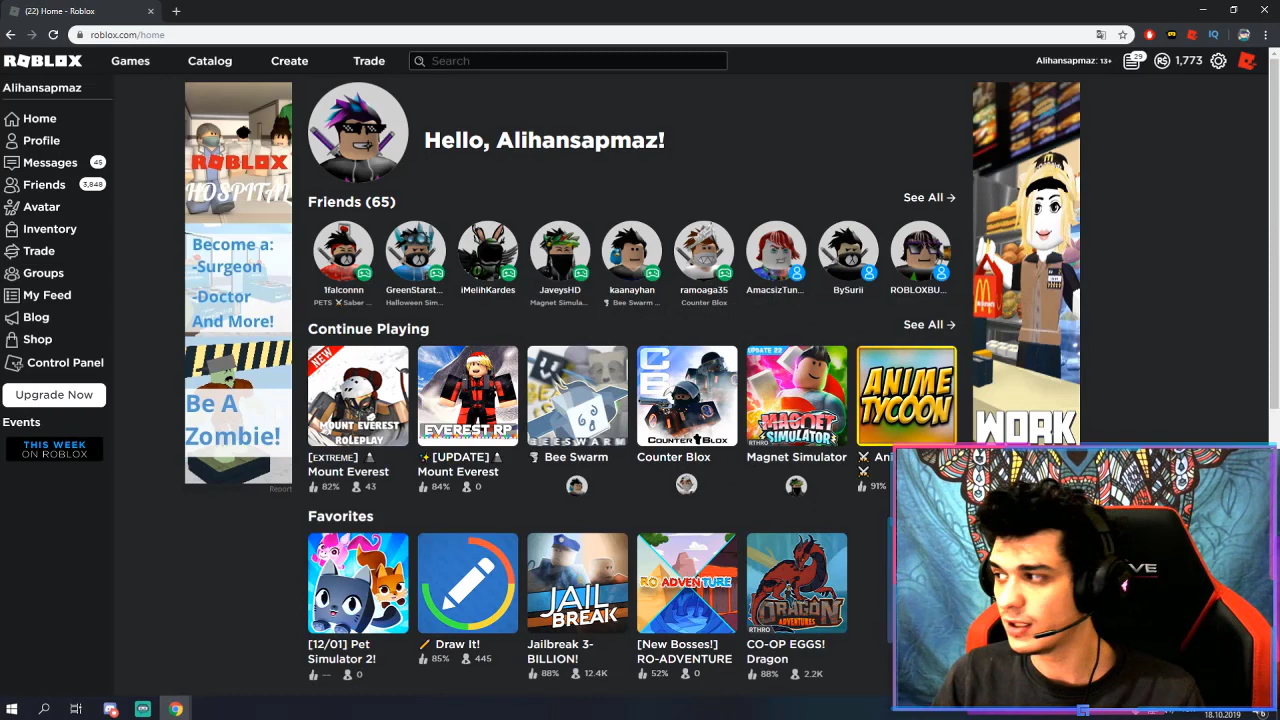 (22) Home - Roblox
roblox.com/home
ROBLOX
Games
Catalog
Create
Trade
Search
Alihansapmaz: 13+
29
1,773
Alihansapmaz
Home
Profile
Messages
45
Friends
3,848
Avatar
Inventory
Trade
Groups
My Feed
Blog
Shop
Control Panel
Upgrade Now
Events
THIS WEEK
ON ROBLOX
ROBLOX
HOSPITAL
Become a:
-Surgeon
-Doctor
And More!
Be A
Zombie!
Report
Hello, Alihansapmaz!
Friends (65)
See All →
1falconnn
GreenStarst...
iMelihKardes
JaveysHD
kaanayhan
ramoaga35
AmacsizTun...
BySurii
ROBLOXBU...
PETS ⚔ Saber ...
Halloween Sim...
Magnet Simula...
Bee Swarm ...
Counter Blox
Continue Playing
See All →
NEW
MOUNT EVEREST
ROLEPLAY
EVEREST RP
BEESWARM
CB
COUNTER BLOX
UPDATE 22
MAGNET
SIMULATOR
RTHRO
ANIME
TYCOON
[EXTREME]
Mount Everest
82%
43
✨[UPDATE]
Mount Everest
84%
0
Bee Swarm
Counter Blox
Magnet Simulator
⚔ Ani
⚔
91%
WORK
Favorites
JAIL
BREAK
RO ADVENTURE
DRAGON
ADVENTURES
RTHRO
[12/01] Pet
Simulator 2!
--
0
Draw It!
85%
445
Jailbreak 3-
BILLION!
88%
12.4K
[New Bosses!]
RO-ADVENTURE
52%
0
CO-OP EGGS!
Dragon
88%
2.2K
18.10.2019